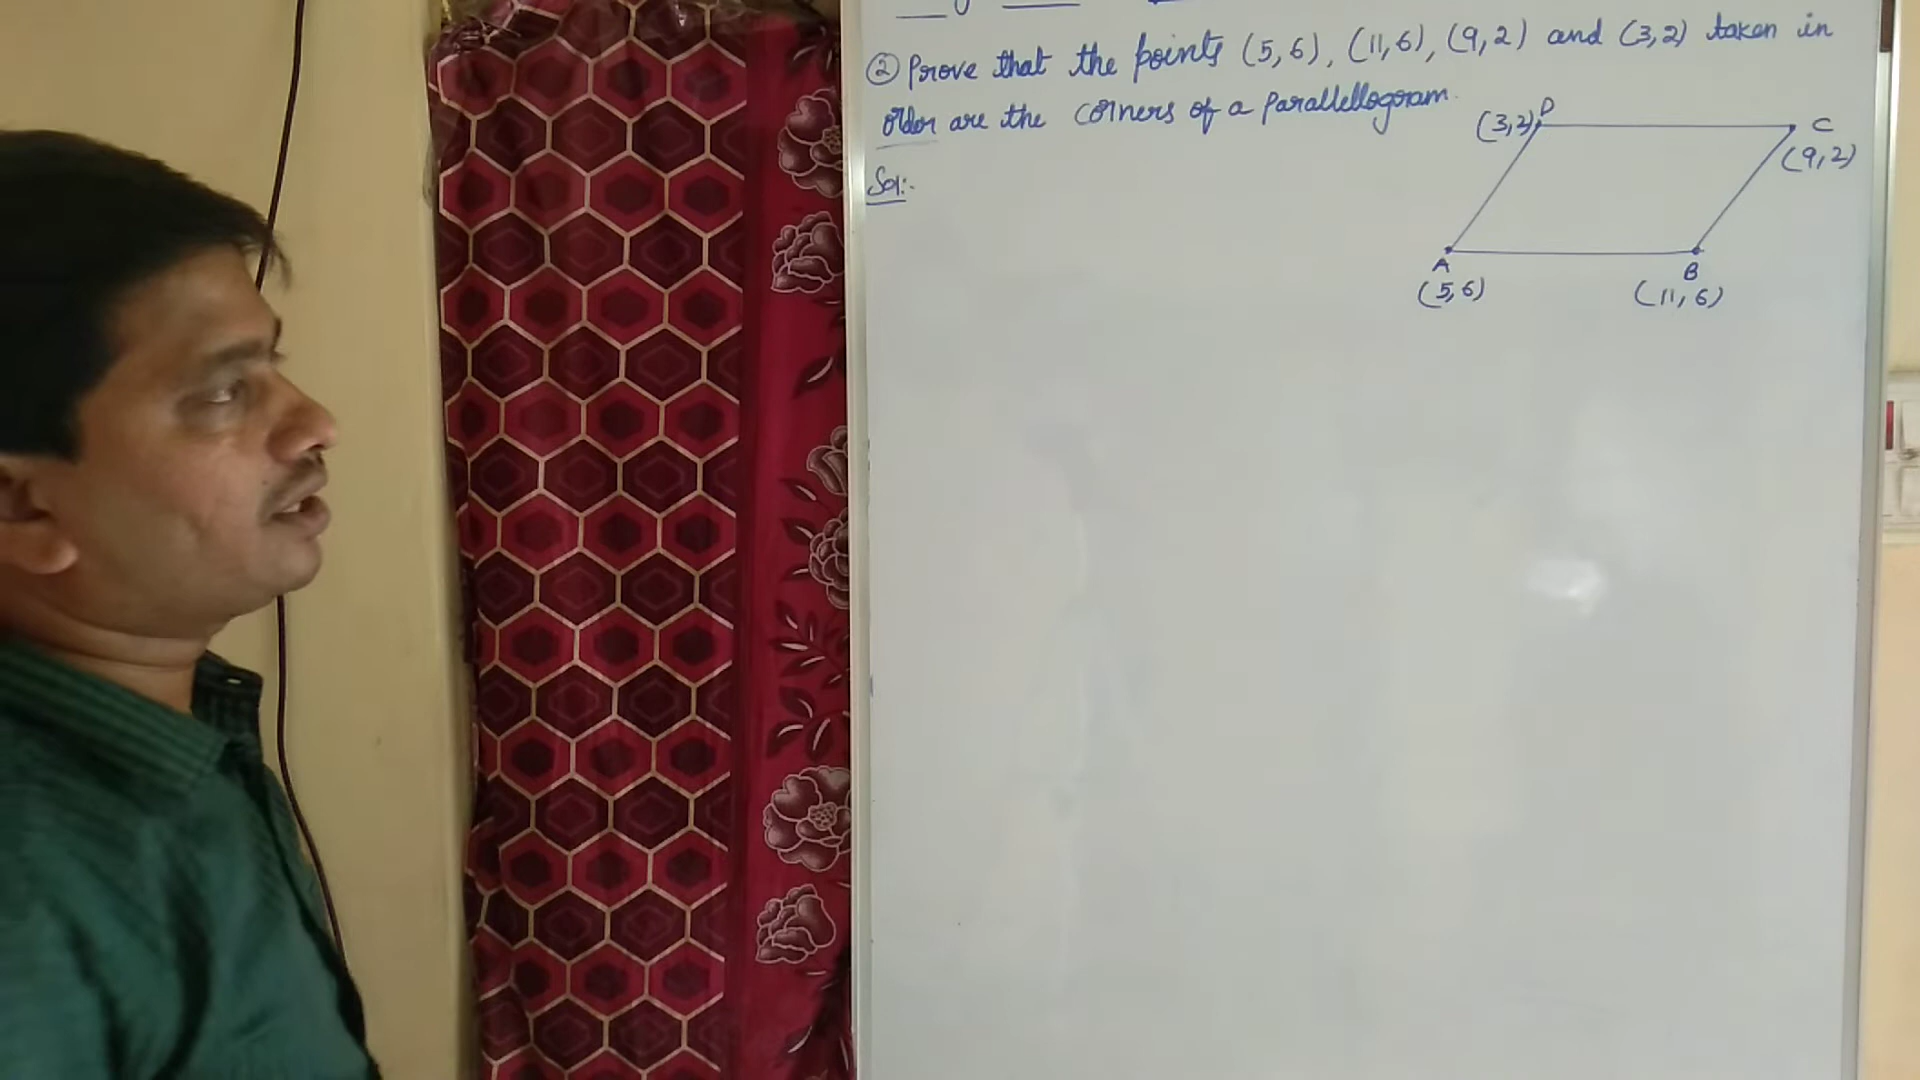 ② Prove that the points (5,6), (11,6), (9,2) and (3,2) taken in
order are the corners of a Parallellogram.
(3,2) D
C
(9,2)
Sol:-
A
B
(5,6)
(11,6)